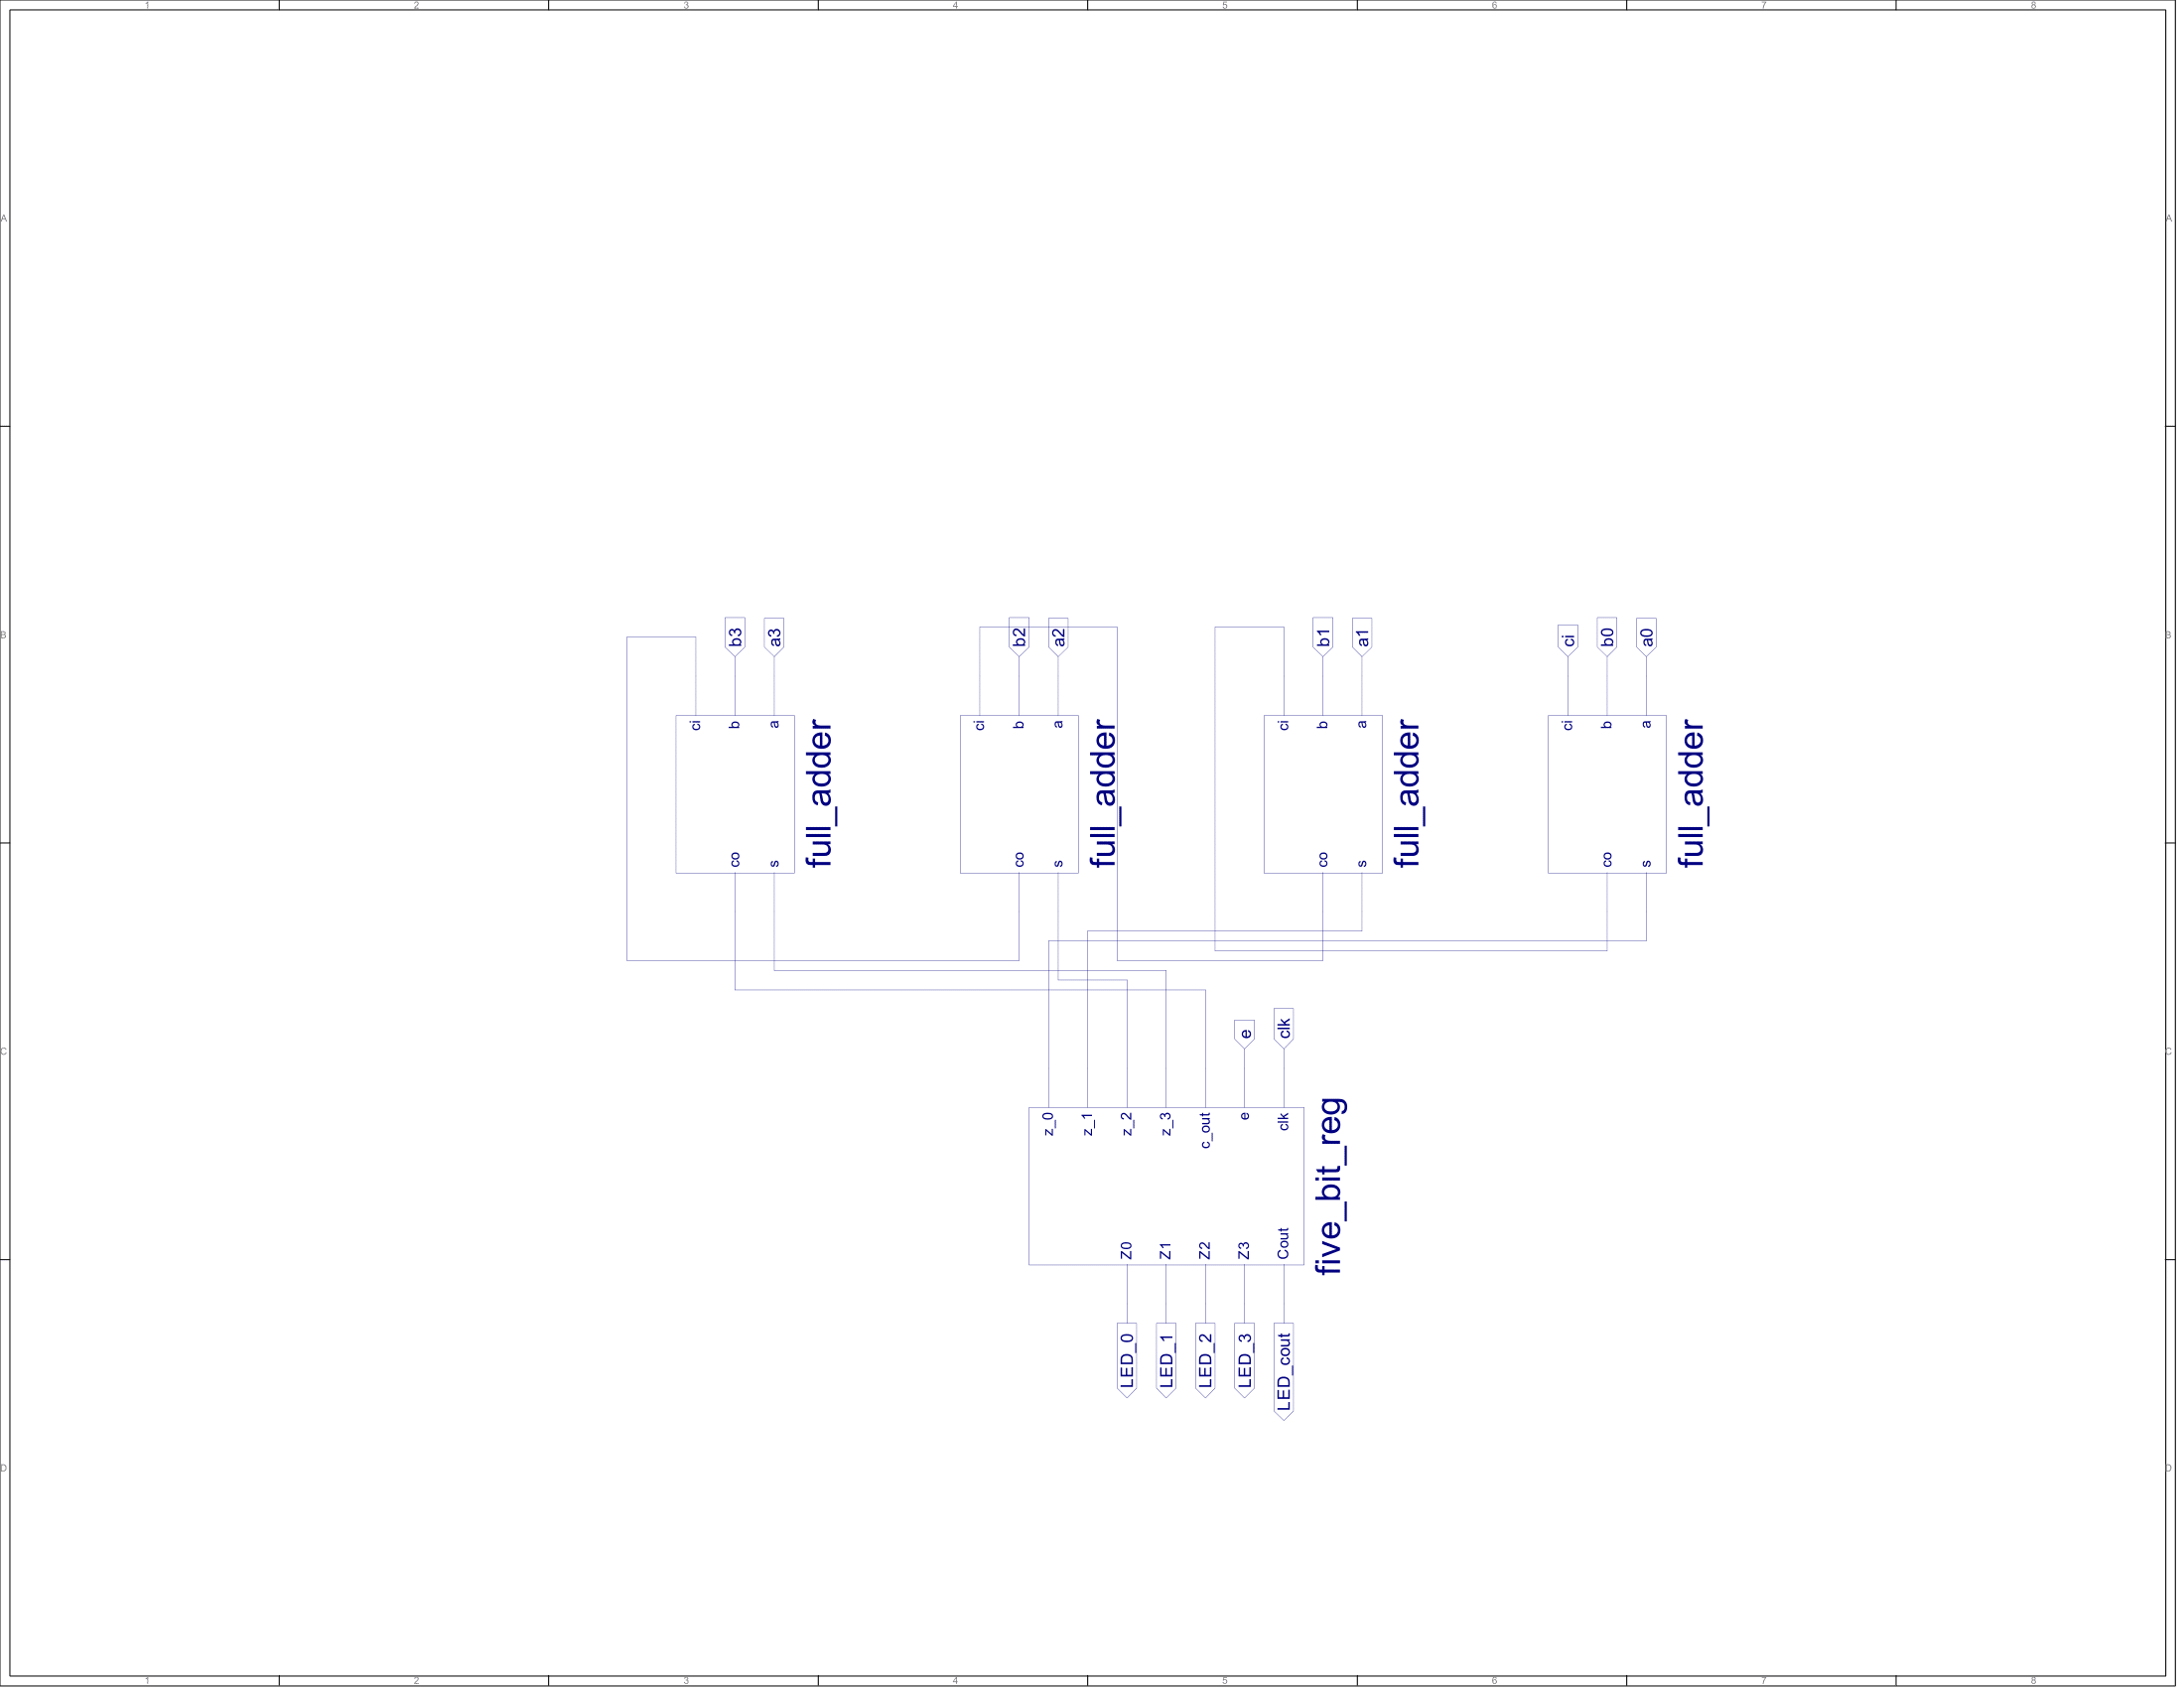 1 2 3 4 5 6 7 8
A A
b3 a3 b2 a2 b1 a1 ci b0 a0
B B
ci b a ci b a ci b a ci b a
full_adder full_adder full_adder full_adder
co s co s co s co s
e clk
C C
z_0 z_1 z_2 z_3 c_out e clk
five_bit_reg
Z0 Z1 Z2 Z3 Cout
LED_0 LED_1 LED_2 LED_3 LED_cout
D D
1 2 3 4 5 6 7 8